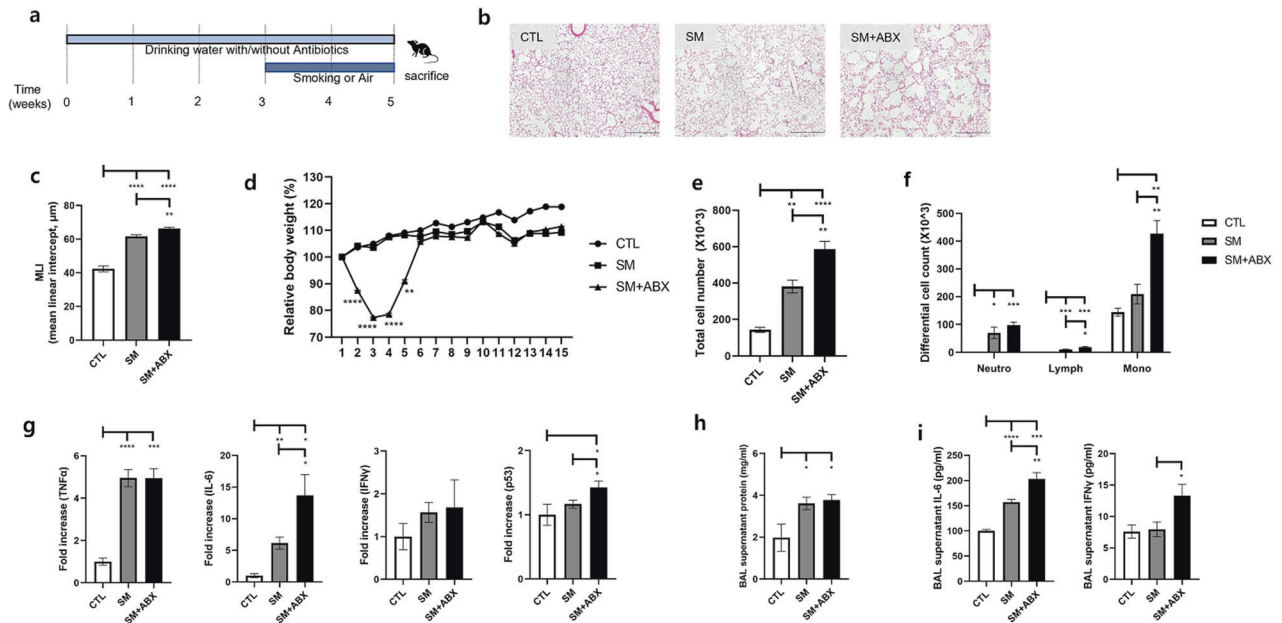 a
Drinking water with/without Antibiotics
Smoking or Air
sacrifice
Time
(weeks)
0 1 2 3 4 5
b
CTL
SM
SM+ABX
c
MLI
(mean linear intercept, μm)
80
60
40
20
0
**** ****
**
CTL
SM
SM+ABX
d
Relative body weight (%)
130
120
110
100
90
80
70
****
****
****
**
1 2 3 4 5 6 7 8 9 10 11 12 13 14 15
CTL
SM
SM+ABX
e
Total cell number (X10^3)
800
600
400
200
0
** ****
**
CTL
SM
SM+ABX
f
Differential cell count (X10^3)
500
400
300
200
100
0
* ***
*** ***
*
**
**
Neutro Lymph Mono
CTL
SM
SM+ABX
g
Fold increase (TNFα)
6
4
2
0
**** ***
CTL
SM
SM+ABX
Fold increase (IL-6)
20
15
10
5
0
** *
*
CTL
SM
SM+ABX
Fold increase (IFNγ)
3
2
1
0
CTL
SM
SM+ABX
Fold increase (p53)
2
1
0
*
*
*
CTL
SM
SM+ABX
h
BAL supernatant protein (mg/ml)
6
4
2
0
* *
CTL
SM
SM+ABX
i
BAL supernatant IL-6 (pg/ml)
250
200
150
100
50
0
**** ***
**
CTL
SM
SM+ABX
BAL supernatant IFNγ (pg/ml)
20
15
10
5
0
*
CTL
SM
SM+ABX